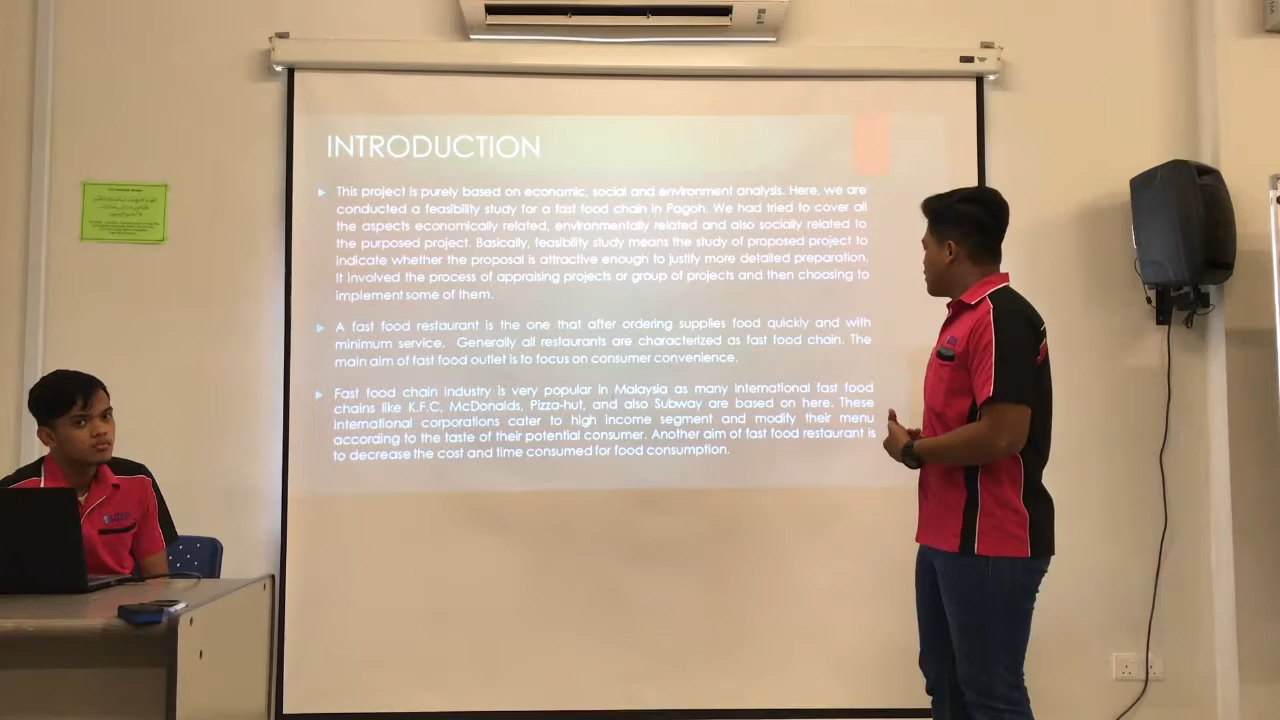 INTRODUCTION
This project is purely based on economic, social and environment analysis. Here, we are
conducted a feasibility study for a fast food chain in Pagoh. We had tried to cover all
the aspects economically related, environmentally related and also socially related to
the purposed project. Basically, feasibility study means the study of proposed project to
indicate whether the proposal is attractive enough to justify more detailed preparation.
It involved the process of appraising projects or group of projects and then choosing to
implement some of them.
A fast food restaurant is the one that after ordering supplies food quickly and with
minimum service. Generally all restaurants are characterized as fast food chain. The
main aim of fast food outlet is to focus on consumer convenience.
Fast food chain industry is very popular in Malaysia as many international fast food
chains like K.F.C, McDonalds, Pizza-hut, and also Subway are based on here. These
international corporations cater to high income segment and modify their menu
according to the taste of their potential consumer. Another aim of fast food restaurant is
to decrease the cost and time consumed for food consumption.